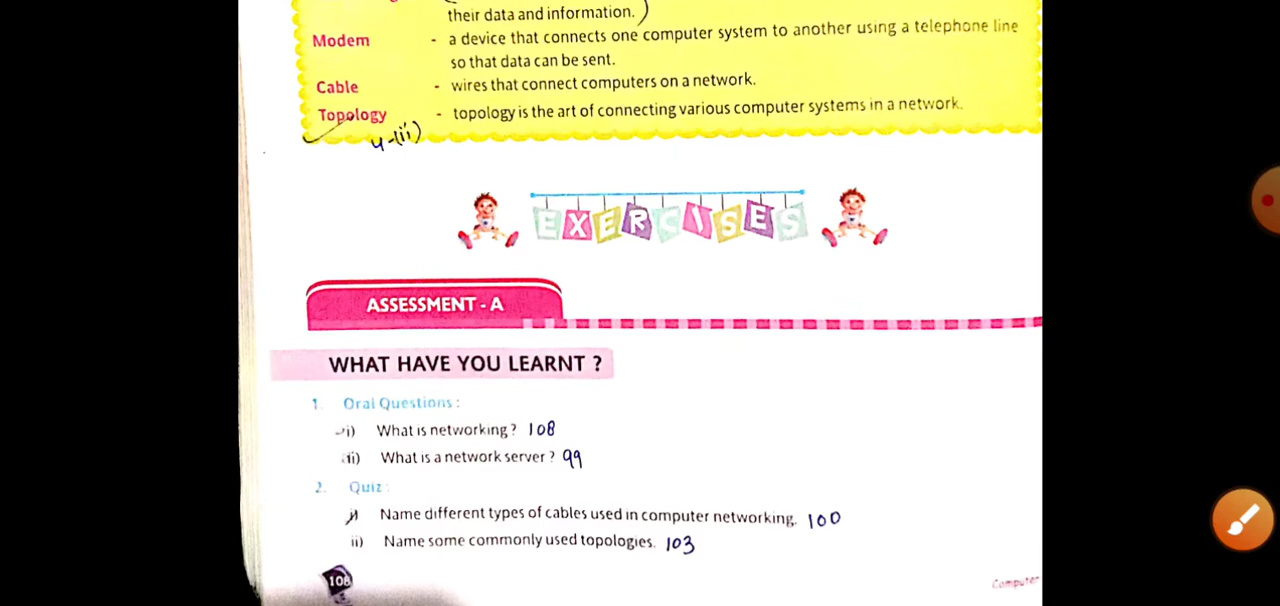 their data and information. )
Modem - a device that connects one computer system to another using a telephone line
so that data can be sent.
Cable - wires that connect computers on a network.
Topology - topology is the art of connecting various computer systems in a network.
4-(ii)
EXERCISES
ASSESSMENT - A
WHAT HAVE YOU LEARNT ?
1. Oral Questions :
i) What is networking ? 108
ii) What is a network server ? 99
2. Quiz :
i) Name different types of cables used in computer networking. 100
ii) Name some commonly used topologies. 103
108
Computer